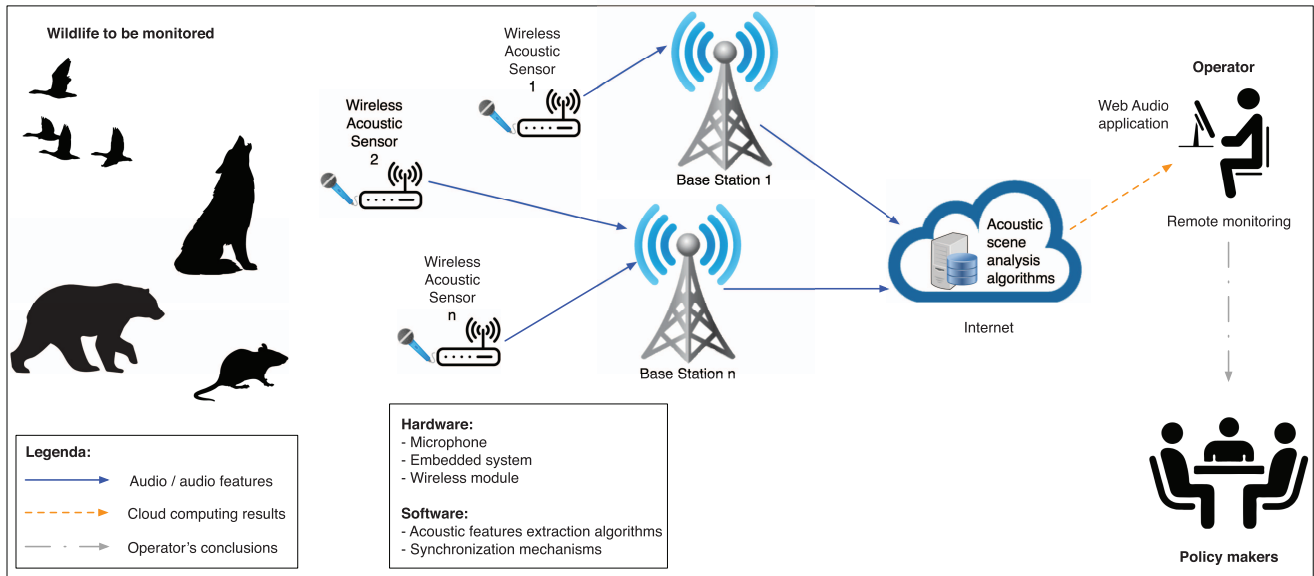 Wildlife to be monitored
Wireless
Acoustic
Sensor
1
Wireless
Acoustic
Sensor
2
Wireless
Acoustic
Sensor
n
Base Station 1
Base Station n
Acoustic
scene
analysis
algorithms
Internet
Operator
Web Audio
application
Remote monitoring
Policy makers
Legenda:
Audio / audio features
Cloud computing results
Operator’s conclusions
Hardware:
- Microphone
- Embedded system
- Wireless module
Software:
- Acoustic features extraction algorithms
- Synchronization mechanisms